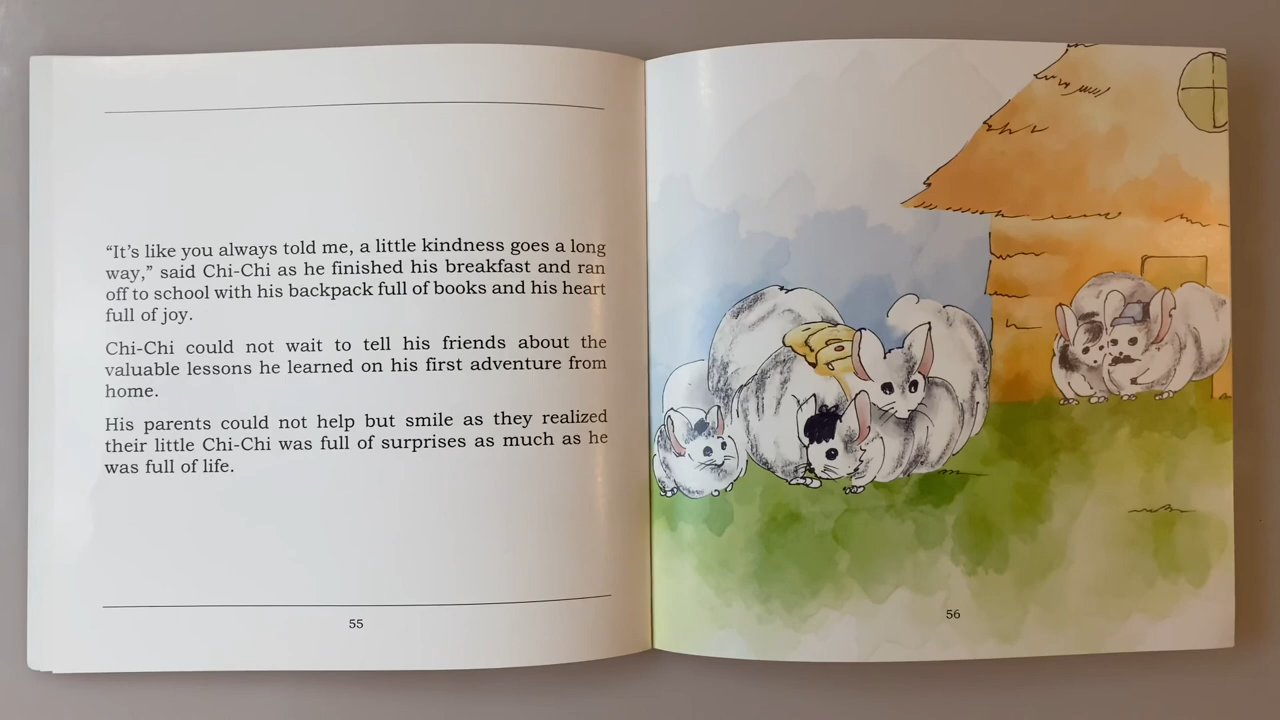 “It’s like you always told me, a little kindness goes a long
way,” said Chi-Chi as he finished his breakfast and ran
off to school with his backpack full of books and his heart
full of joy.
Chi-Chi could not wait to tell his friends about the
valuable lessons he learned on his first adventure from
home.
His parents could not help but smile as they realized
their little Chi-Chi was full of surprises as much as he
was full of life.
55
56